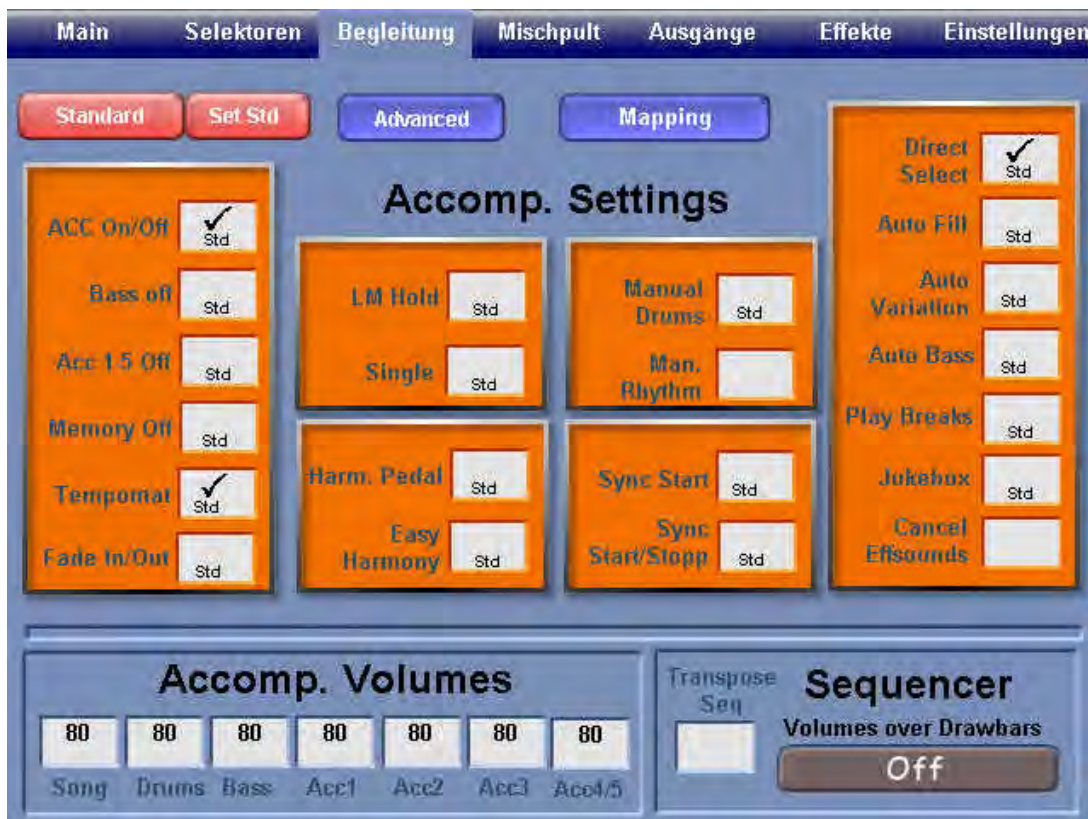 Main Selektoren Begleitung Mischpult Ausgänge Effekte Einstellungen
Standard Set Std Advanced Mapping
Accomp. Settings
ACC On/Off ✓ Std
Bass off Std
Acc 1 5 Off Std
Memory Off Std
Tempomat ✓ Std
Fade In/Out Std
LM Hold Std
Single Std
Manual
Drums Std
Man.
Rhythm
Harm. Pedal Std
Easy
Harmony Std
Sync Start Std
Sync
Start/Stopp Std
Direct
Select ✓ Std
Auto Fill Std
Auto
Variation Std
Auto Bass Std
Play Breaks Std
Jukebox Std
Cancel
Effsounds
Accomp. Volumes
80 80 80 80 80 80 80
Song Drums Bass Acc1 Acc2 Acc3 Acc4/5
Transpose
Seq
Sequencer
Volumes over Drawbars
Off